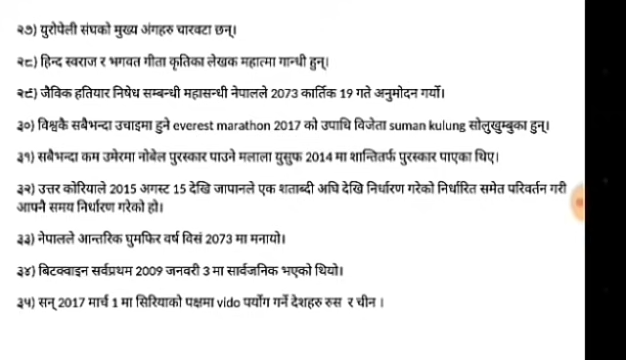 २७) युरोपेली संघको मुख्य अंगहरु चारवटा छन्।
२८) हिन्द स्वराज र भगवत गीता कृतिका लेखक महात्मा गान्धी हुन्।
२९) जैविक हतियार निषेध सम्बन्धी महासन्धी नेपालले 2073 कार्तिक 19 गते अनुमोदन गर्यो।
३०) विश्वकै सबैभन्दा उचाइमा हुने everest marathon 2017 को उपाधि विजेता suman kulung सोलुखुम्बुका हुन्।
३१) सबैभन्दा कम उमेरमा नोबेल पुरस्कार पाउने मलाला युसुफ 2014 मा शान्तितर्फ पुरस्कार पाएका थिए।
३२) उत्तर कोरियाले 2015 अगस्ट 15 देखि जापानले एक शताब्दी अघि देखि निर्धारण गरेको निर्धारित समेत परिवर्तन गरी
आफ्नै समय निर्धारण गरेको हो।
३३) नेपालले आन्तरिक घुमफिर वर्ष विसं 2073 मा मनायो।
३४) बिटक्वाइन सर्वप्रथम 2009 जनवरी 3 मा सार्वजनिक भएको थियो।
३५) सन् 2017 मार्च 1 मा सिरियाको पक्षमा vido पर्योग गर्ने देशहरु रुस र चीन ।